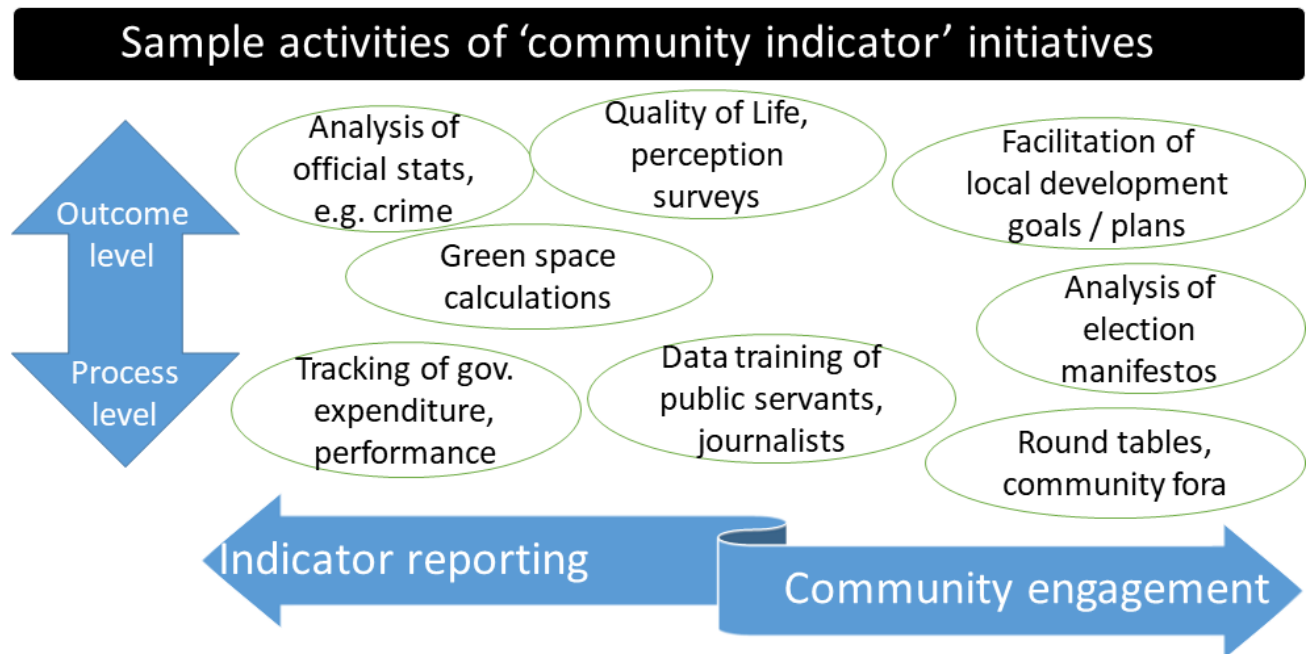 Sample activities of ‘community indicator’ initiatives
Outcome
level
Process
level
Analysis of
official stats,
e.g. crime
Quality of Life,
perception
surveys
Facilitation of
local development
goals / plans
Green space
calculations
Analysis of
election
manifestos
Tracking of gov.
expenditure,
performance
Data training of
public servants,
journalists
Round tables,
community fora
Indicator reporting
Community engagement